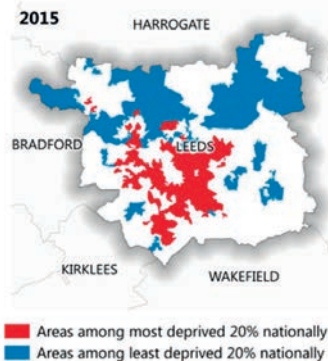 2015
HARROGATE
BRADFORD
LEEDS
KIRKLEES
WAKEFIELD
Areas among most deprived 20% nationally
Areas among least deprived 20% nationally